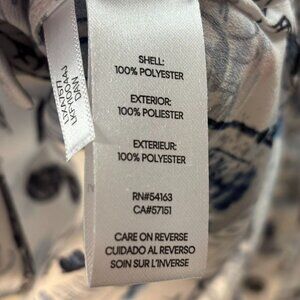 SHELL:
100% POLYESTER
EXTERIOR:
100% POLIESTER
EXTERIEUR:
100% POLYESTER
RN#54163
CA#57151
CARE ON REVERSE
CUIDADO AL REVERSO
SOIN SUR L'INVERSE
DAW